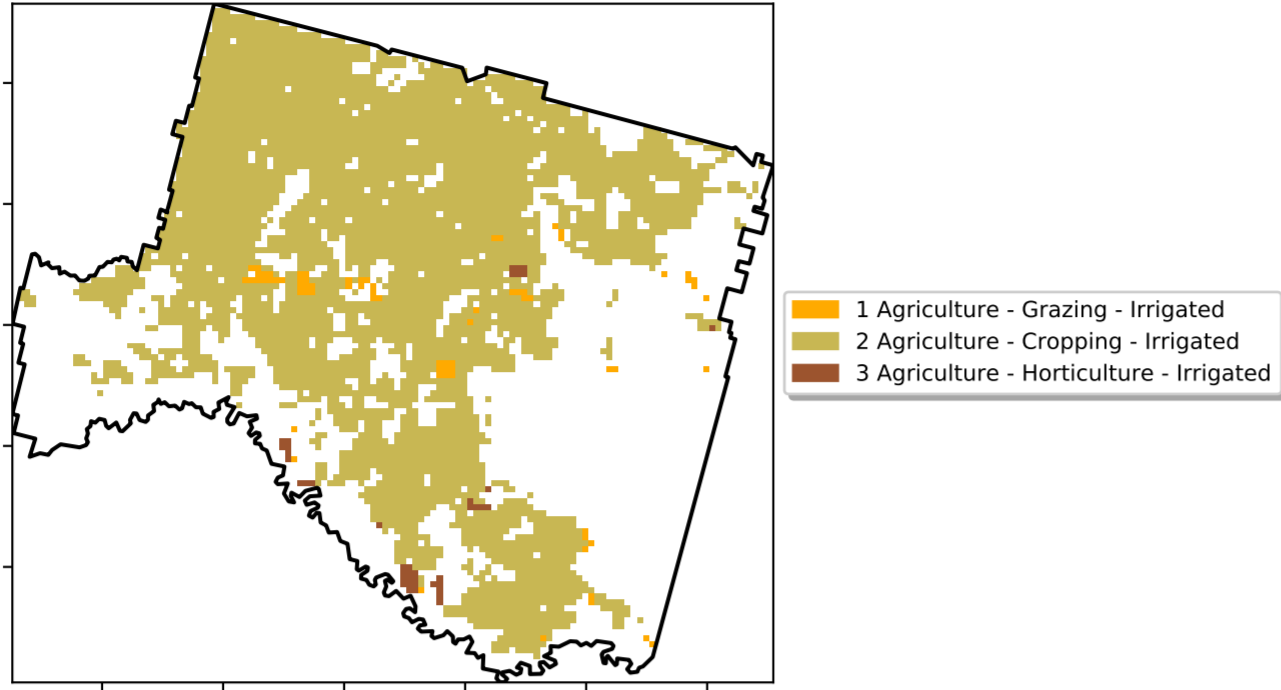 1 Agriculture - Grazing - Irrigated
2 Agriculture - Cropping - Irrigated
3 Agriculture - Horticulture - Irrigated